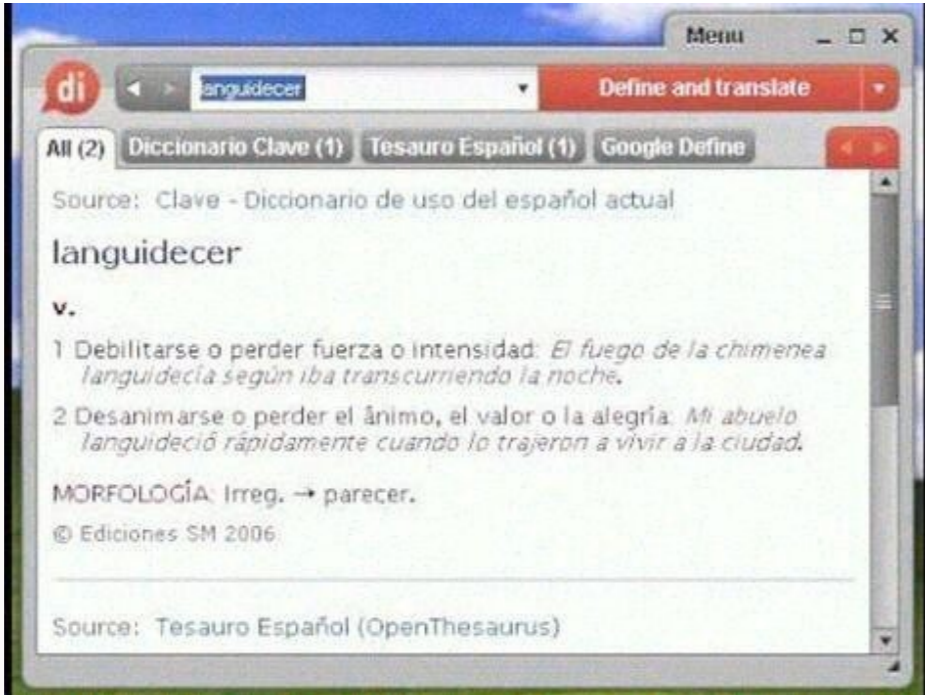 Menu
di
languidecer
Define and translate
All (2) Diccionario Clave (1) Tesauro Español (1) Google Define
Source: Clave - Diccionario de uso del español actual
languidecer
v.
1 Debilitarse o perder fuerza o intensidad: El fuego de la chimenea
languidecía según iba transcurriendo la noche.
2 Desanimarse o perder el ánimo, el valor o la alegría: Mi abuelo
languideció rápidamente cuando lo trajeron a vivir a la ciudad.
MORFOLOGÍA: Irreg. → parecer.
© Ediciones SM 2006
Source: Tesauro Español (OpenThesaurus)